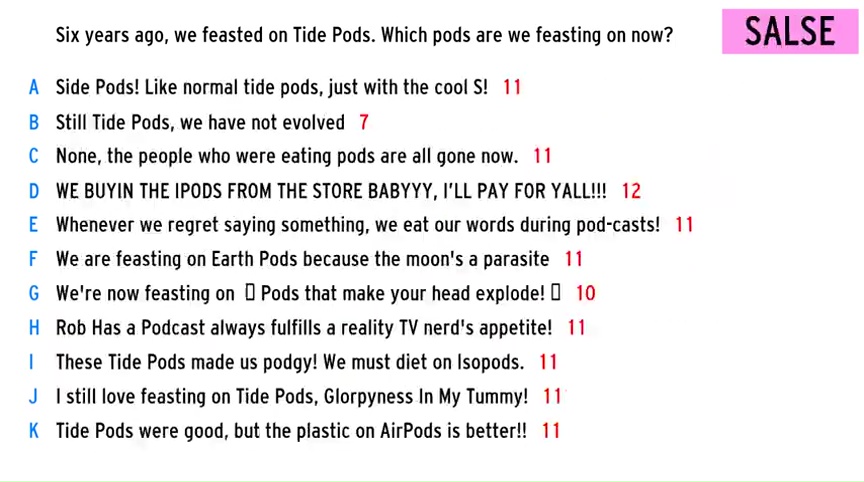 Six years ago, we feasted on Tide Pods. Which pods are we feasting on now?
SALSE
A Side Pods! Like normal tide pods, just with the cool S! 11
B Still Tide Pods, we have not evolved 7
C None, the people who were eating pods are all gone now. 11
D WE BUYIN THE IPODS FROM THE STORE BABYYY, I'LL PAY FOR YALL!!! 12
E Whenever we regret saying something, we eat our words during pod-casts! 11
F We are feasting on Earth Pods because the moon's a parasite 11
G We're now feasting on ▯ Pods that make your head explode! ▯ 10
H Rob Has a Podcast always fulfills a reality TV nerd's appetite! 11
I These Tide Pods made us podgy! We must diet on Isopods. 11
J I still love feasting on Tide Pods, Glorpyness In My Tummy! 11
K Tide Pods were good, but the plastic on AirPods is better!! 11